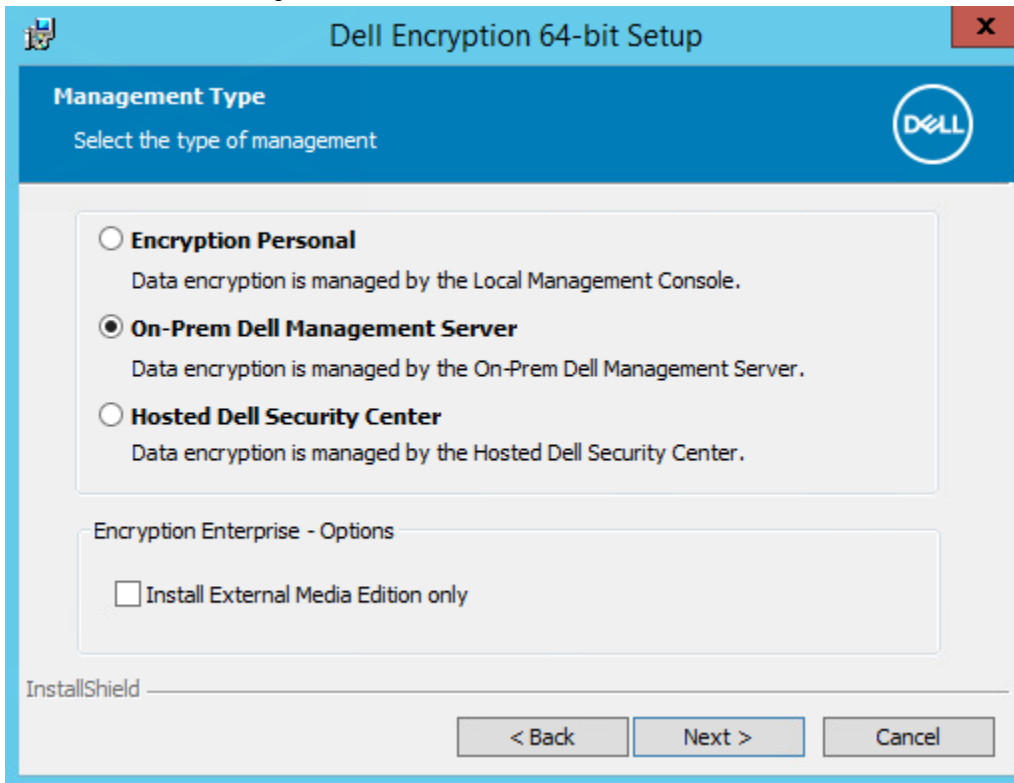 Dell Encryption 64-bit Setup
X
Management Type
Select the type of management
DELL
Encryption Personal
Data encryption is managed by the Local Management Console.
On-Prem Dell Management Server
Data encryption is managed by the On-Prem Dell Management Server.
Hosted Dell Security Center
Data encryption is managed by the Hosted Dell Security Center.
Encryption Enterprise - Options
Install External Media Edition only
InstallShield
< Back Next > Cancel